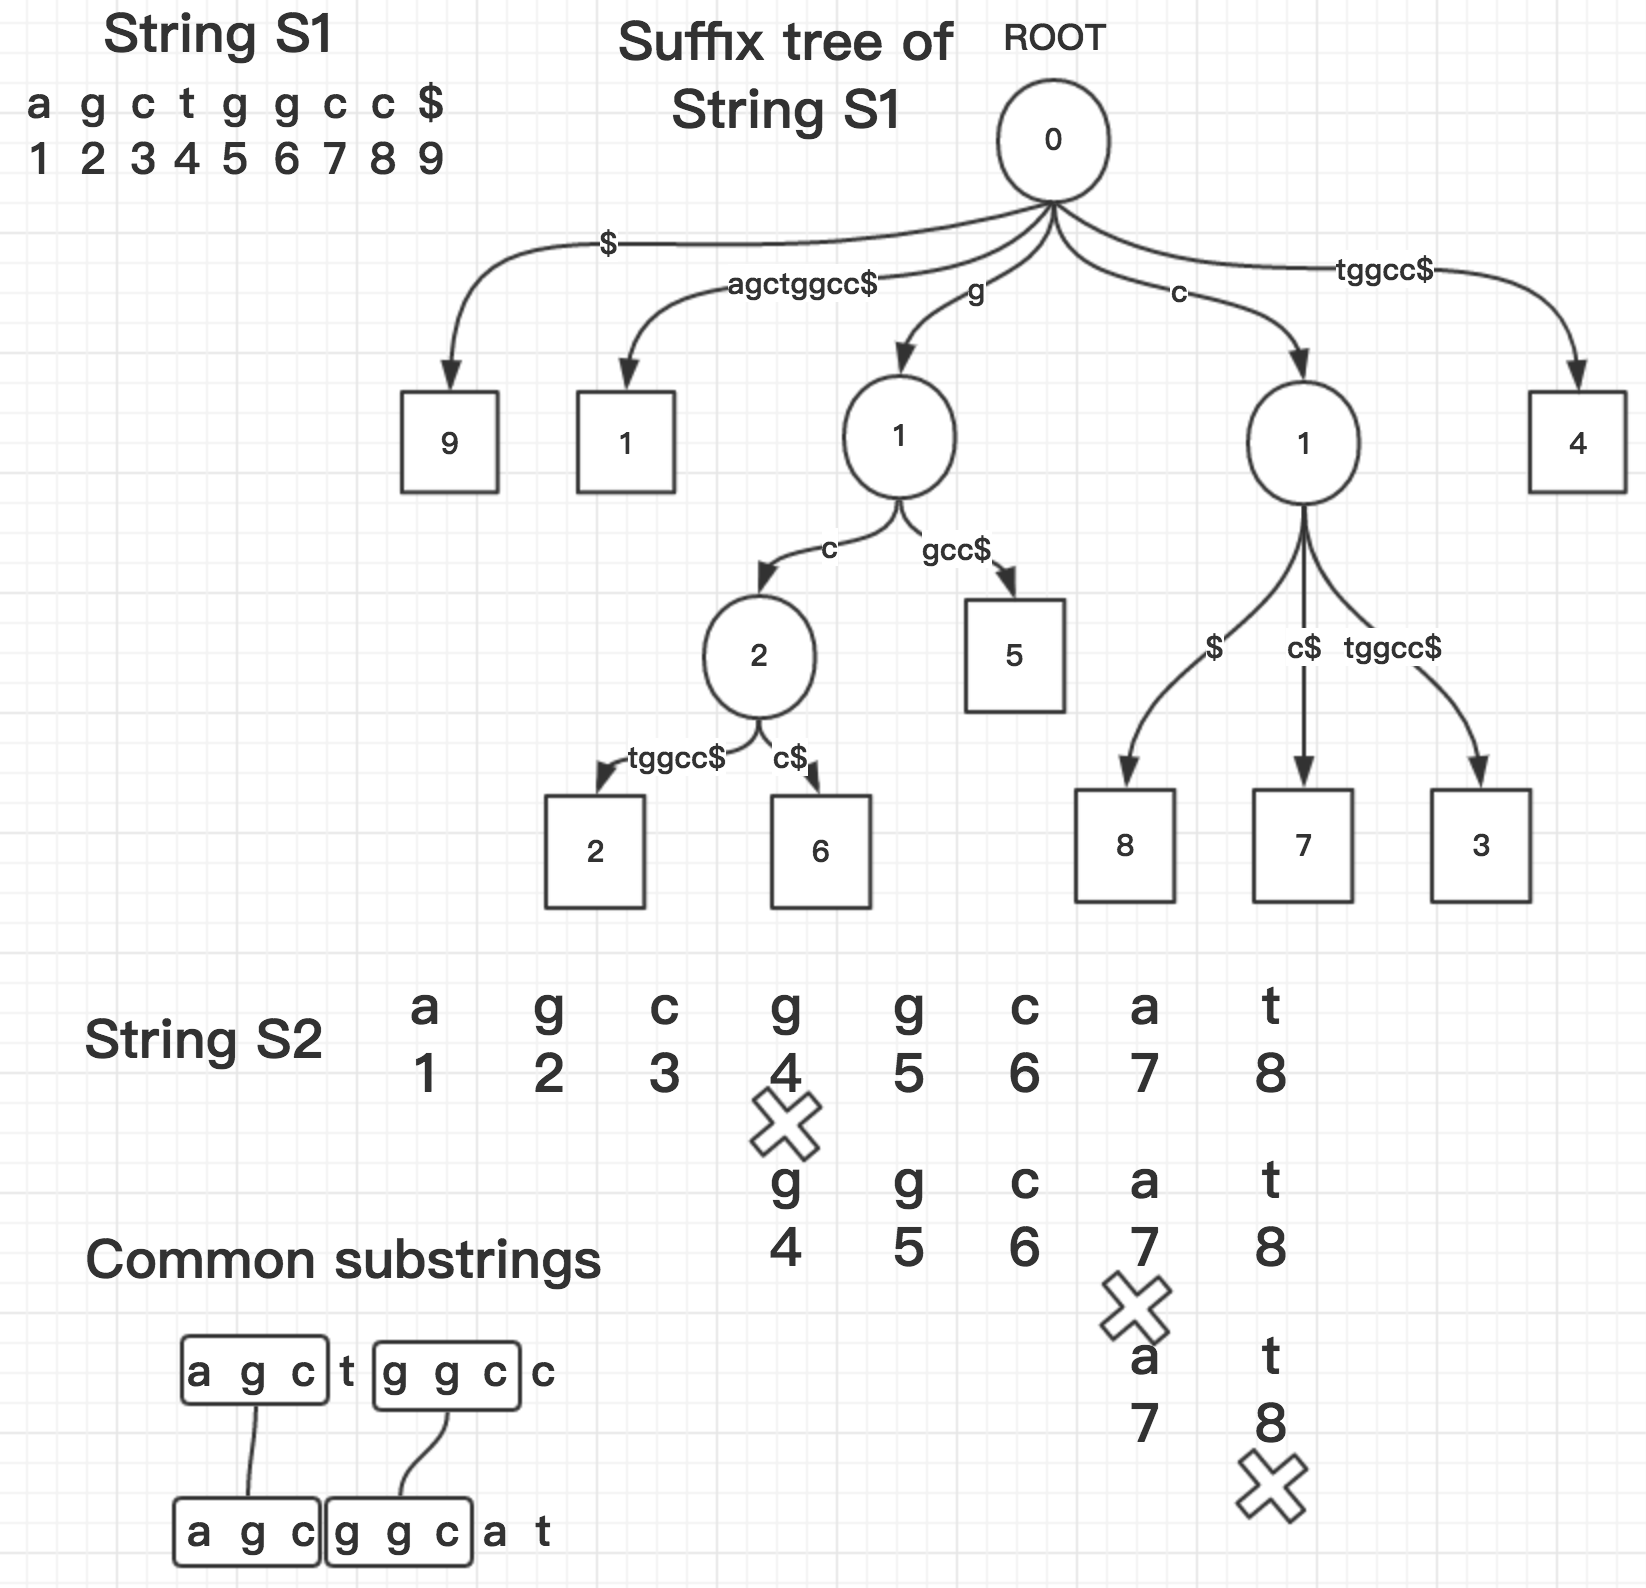 String S1
a g c t g g c c $
1 2 3 4 5 6 7 8 9
Suffix tree of
String S1
ROOT
0
$
agctggcc$
g
c
tggcc$
9
1
1
1
4
c
gcc$
2
5
$
c$
tggcc$
tggcc$
c$
2
6
8
7
3
String S2
a g c g g c a t
1 2 3 4 5 6 7 8
g g c a t
4 5 6 7 8
Common substrings
a t
7 8
a g c t g g c c
a g c g g c a t